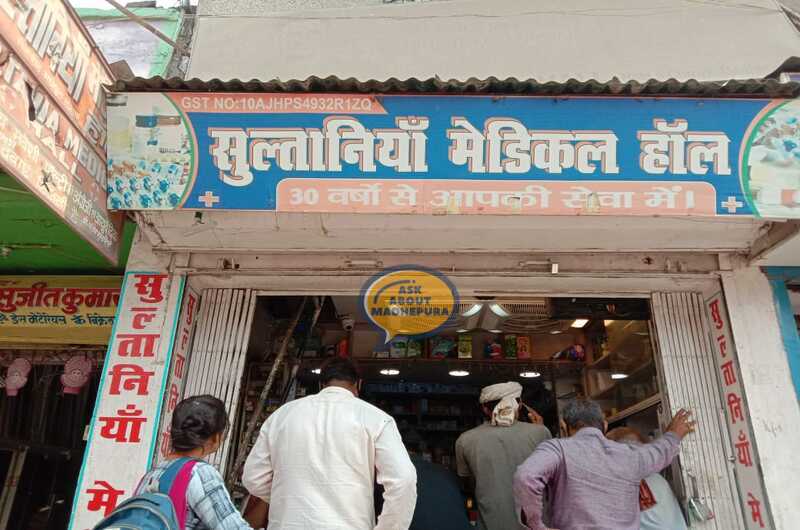 GST NO:10AJHPS4932R1ZQ
सुल्तानियाँ मेडिकल हॉल
30 वर्षो से आपकी सेवा में।
ASK
ABOUT
MADHEPURA
सुजीत कुमार
सुल्तानियाँ मे
सुल्तानियाँ मे